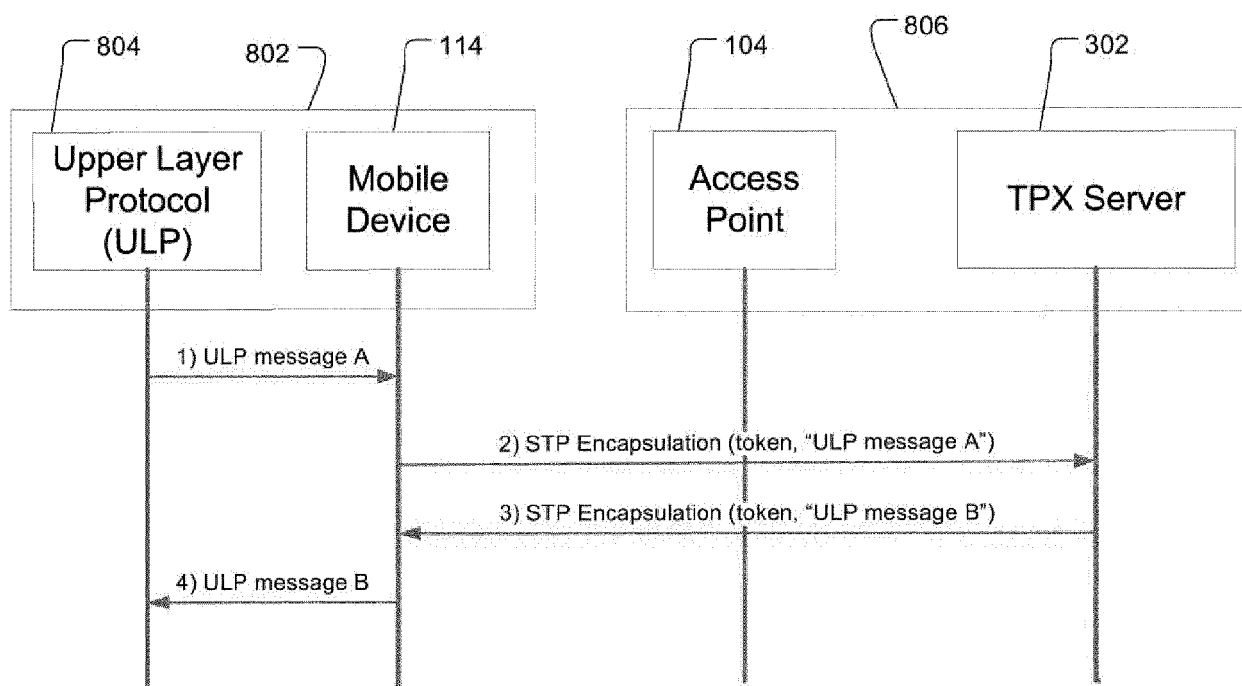 804
802
114
104
806
302
Upper Layer
Protocol
(ULP)
Mobile
Device
Access
Point
TPX Server
1) ULP message A
2) STP Encapsulation (token, “ULP message A”)
3) STP Encapsulation (token, “ULP message B”)
4) ULP message B